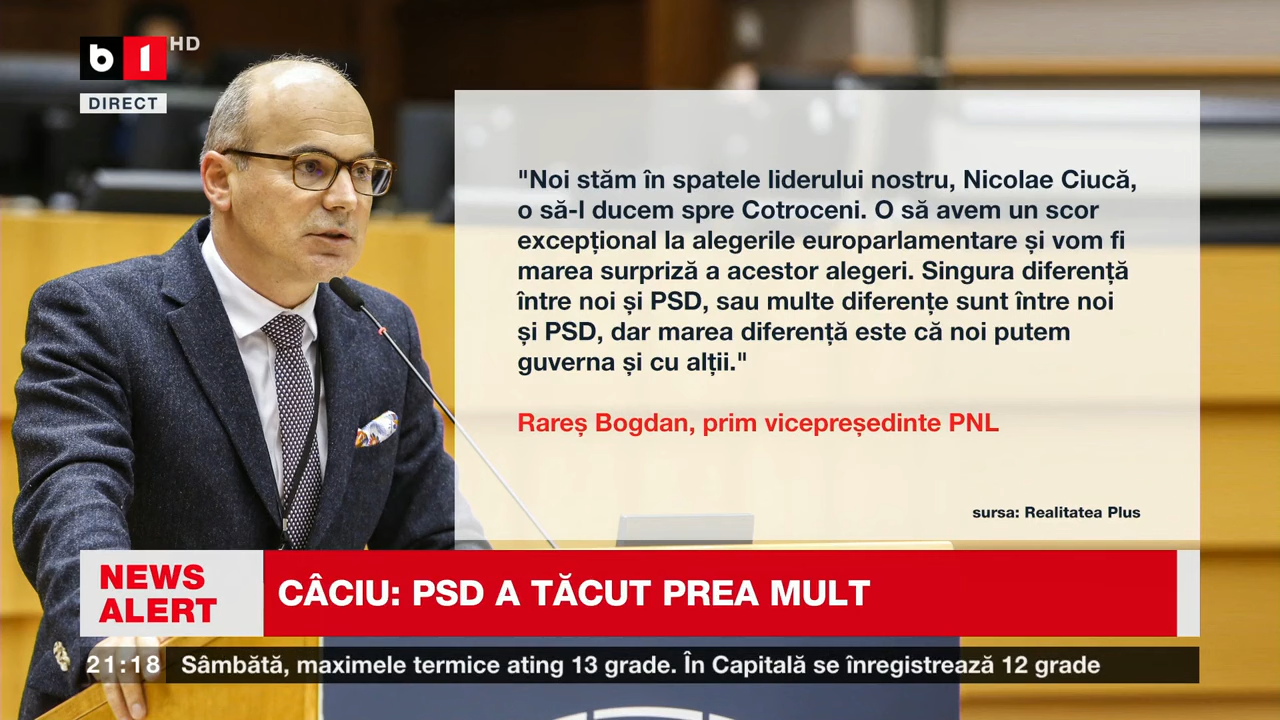 b1 HD
DIRECT
"Noi stăm în spatele liderului nostru, Nicolae Ciucă,
o să-l ducem spre Cotroceni. O să avem un scor
excepțional la alegerile europarlamentare și vom fi
marea surpriză a acestor alegeri. Singura diferență
între noi și PSD, sau multe diferențe sunt între noi
și PSD, dar marea diferență este că noi putem
guverna și cu alții."
Rareș Bogdan, prim vicepreședinte PNL
sursa: Realitatea Plus
NEWS
ALERT
CÂCIU: PSD A TĂCUT PREA MULT
21:18 Sâmbătă, maximele termice ating 13 grade. În Capitală se înregistrează 12 grade